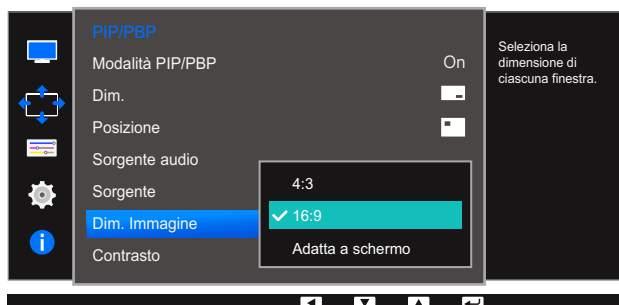 PIP/PBP
Modalità PIP/PBP
On
Dim.
Posizione
Sorgente audio
Sorgente
Dim. Immagine
Contrasto
4:3
16:9
Adatta a schermo
Seleziona la
dimensione di
ciascuna finestra.